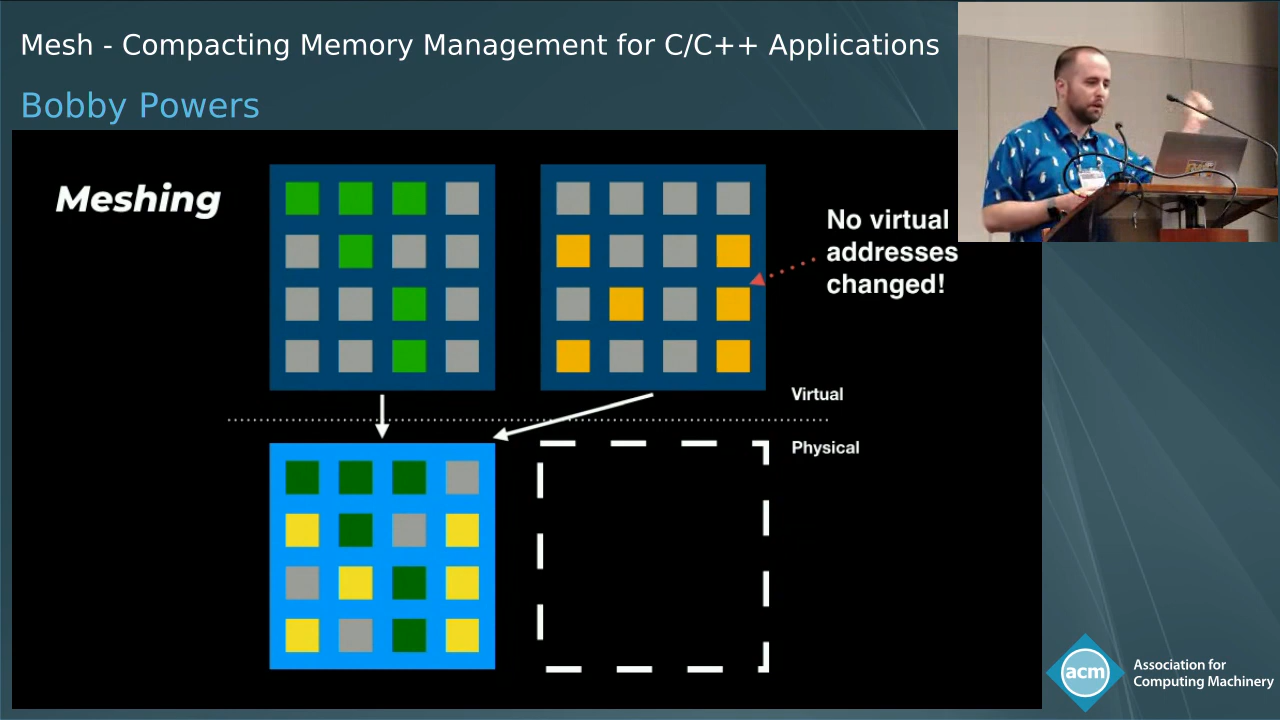 Mesh - Compacting Memory Management for C/C++ Applications
Bobby Powers
Meshing
No virtual
addresses
changed!
Virtual
Physical
acm
Association for
Computing Machinery